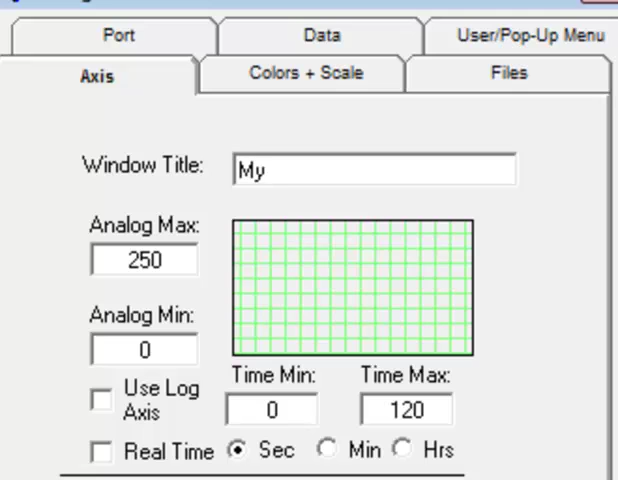 Port Data User/Pop-Up Menu
Axis Colors + Scale Files
Window Title: My
Analog Max:
250
Analog Min:
0
Time Min: Time Max:
Use Log
Axis
0 120
Real Time Sec Min Hrs